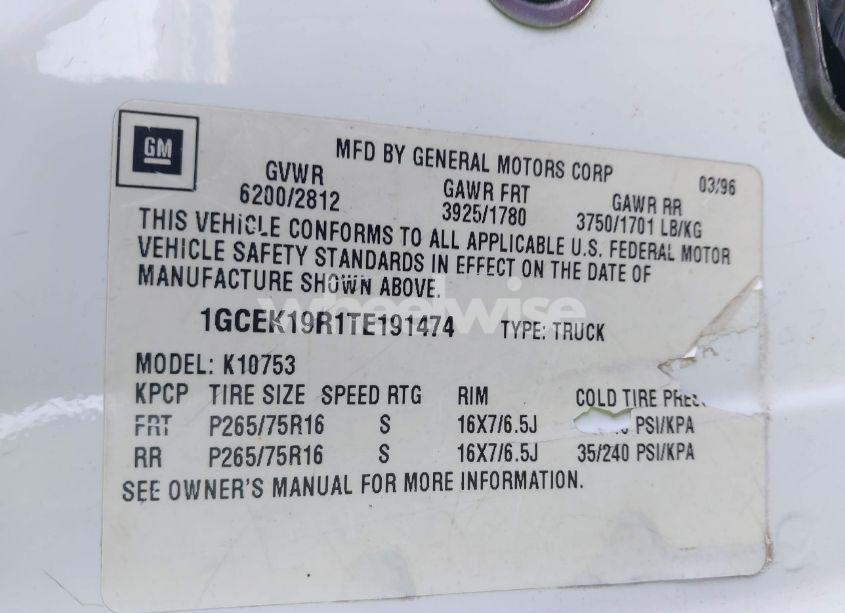 GM
MFD BY GENERAL MOTORS CORP 03/96
GVWR GAWR FRT GAWR RR
6200/2812 3925/1780 3750/1701 LB/KG
THIS VEHICLE CONFORMS TO ALL APPLICABLE U.S. FEDERAL MOTOR
VEHICLE SAFETY STANDARDS IN EFFECT ON THE DATE OF
MANUFACTURE SHOWN ABOVE.
wheelwise
1GCEK19R1TE191474 TYPE: TRUCK
MODEL: K10753
KPCP TIRE SIZE SPEED RTG RIM COLD TIRE
FRT P265/75R16 S 16X7/6.5J PSI/KPA
RR P265/75R16 S 16X7/6.5J 35/240 PSI/KPA
SEE OWNER'S MANUAL FOR MORE INFORMATION.